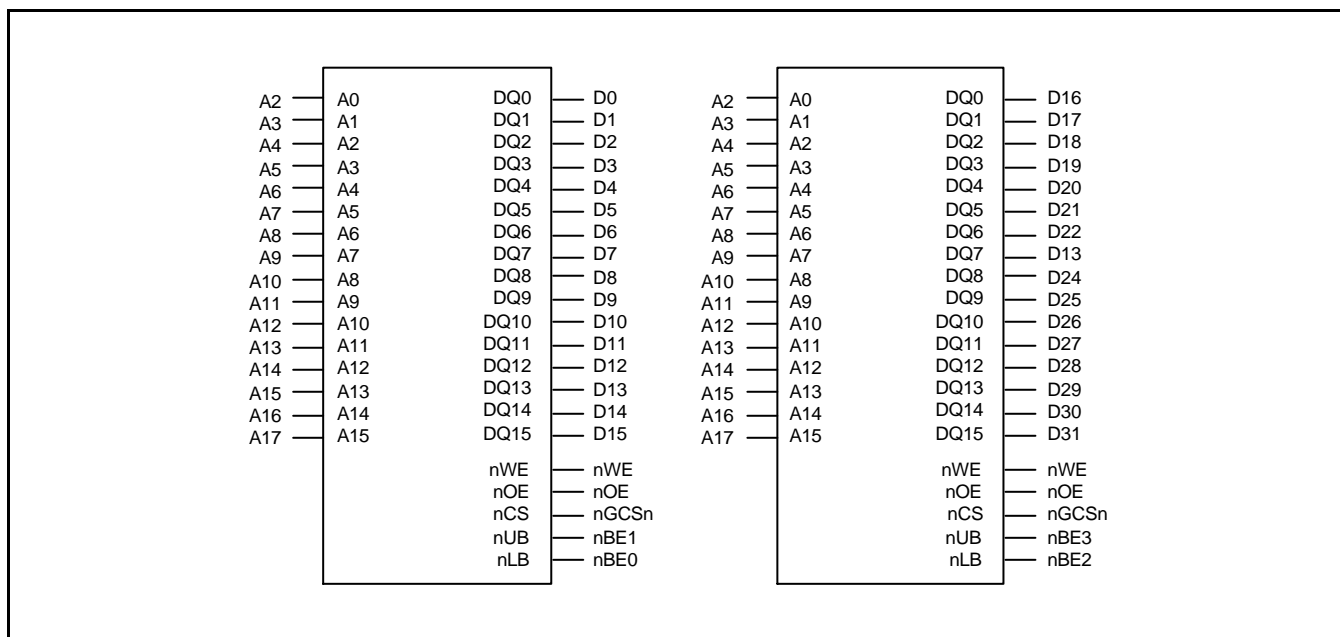 A2 A0 DQ0 D0 A2 A0 DQ0 D16
A3 A1 DQ1 D1 A3 A1 DQ1 D17
A4 A2 DQ2 D2 A4 A2 DQ2 D18
A5 A3 DQ3 D3 A5 A3 DQ3 D19
A6 A4 DQ4 D4 A6 A4 DQ4 D20
A7 A5 DQ5 D5 A7 A5 DQ5 D21
A8 A6 DQ6 D6 A8 A6 DQ6 D22
A9 A7 DQ7 D7 A9 A7 DQ7 D13
A10 A8 DQ8 D8 A10 A8 DQ8 D24
A11 A9 DQ9 D9 A11 A9 DQ9 D25
A12 A10 DQ10 D10 A12 A10 DQ10 D26
A13 A11 DQ11 D11 A13 A11 DQ11 D27
A14 A12 DQ12 D12 A14 A12 DQ12 D28
A15 A13 DQ13 D13 A15 A13 DQ13 D29
A16 A14 DQ14 D14 A16 A14 DQ14 D30
A17 A15 DQ15 D15 A17 A15 DQ15 D31
nWE nWE nWE nWE
nOE nOE nOE nOE
nCS nGCSn nCS nGCSn
nUB nBE1 nUB nBE3
nLB nBE0 nLB nBE2